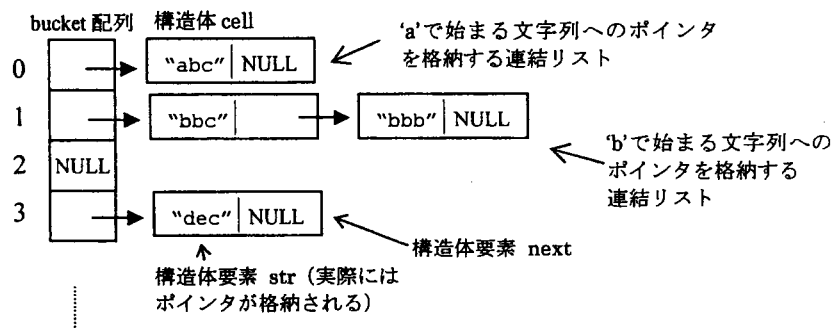 bucket 配列 構造体 cell
'a'で始まる文字列へのポインタ
を格納する連結リスト
0
"abc" NULL
1
"bbc"
"bbb" NULL
'b'で始まる文字列への
ポインタを格納する
連結リスト
2
NULL
3
"dec" NULL
構造体要素 next
構造体要素 str（実際には
ポインタが格納される）